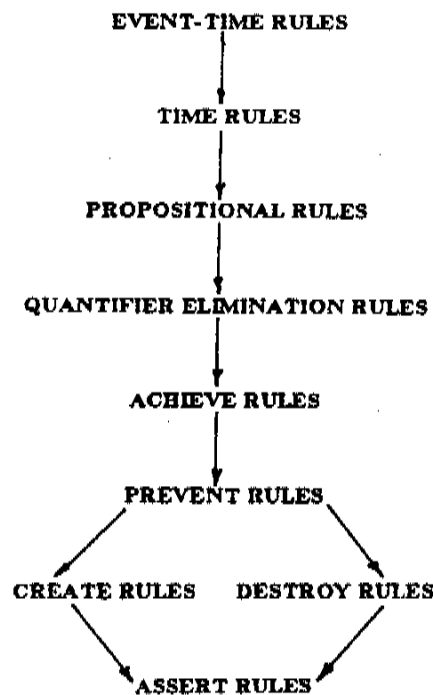 EVENT-TIME RULES
TIME RULES
PROPOSITIONAL RULES
QUANTIFIER ELIMINATION RULES
ACHIEVE RULES
PREVENT RULES
CREATE RULES DESTROY RULES
ASSERT RULES